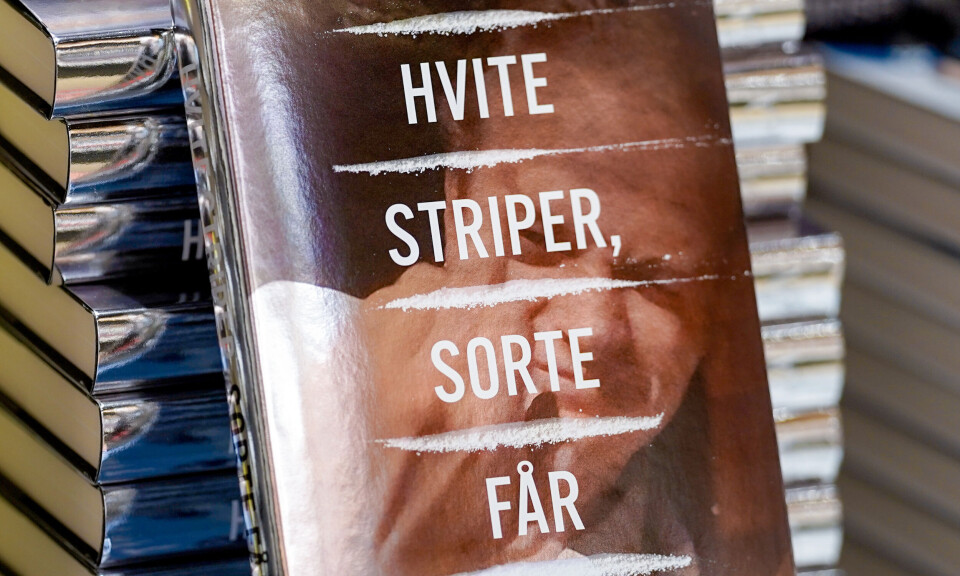 HVITE
STRIPER,
SORTE
FÅR